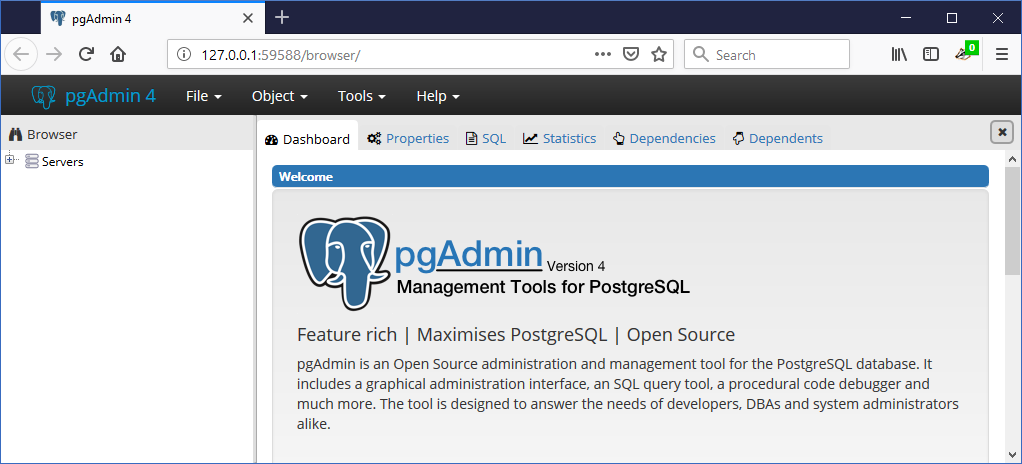 pgAdmin 4
127.0.0.1:59588/browser/
Search
0
pgAdmin 4 File Object Tools Help
Browser
Servers
Dashboard Properties SQL Statistics Dependencies Dependents
Welcome
pgAdmin Version 4
Management Tools for PostgreSQL
Feature rich | Maximises PostgreSQL | Open Source
pgAdmin is an Open Source administration and management tool for the PostgreSQL database. It
includes a graphical administration interface, an SQL query tool, a procedural code debugger and
much more. The tool is designed to answer the needs of developers, DBAs and system administrators
alike.